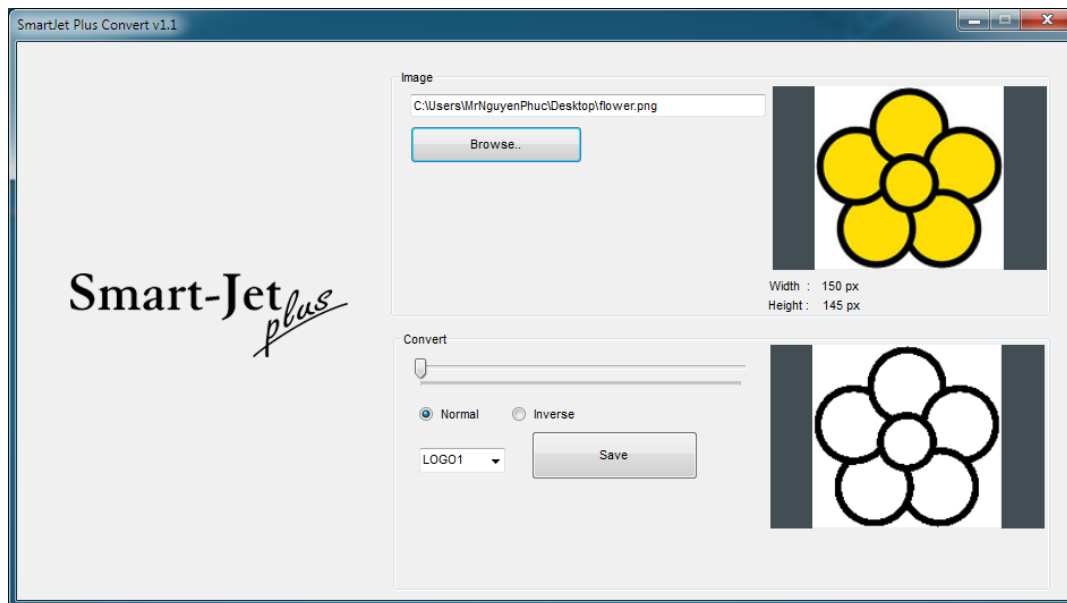 SmartJet Plus Convert v1.1
Image
C:\Users\MrNguyenPhuc\Desktop\flower.png
Browse..
Width : 150 px
Height : 145 px
Smart-Jet plus
Convert
Normal
Inverse
LOGO1
Save